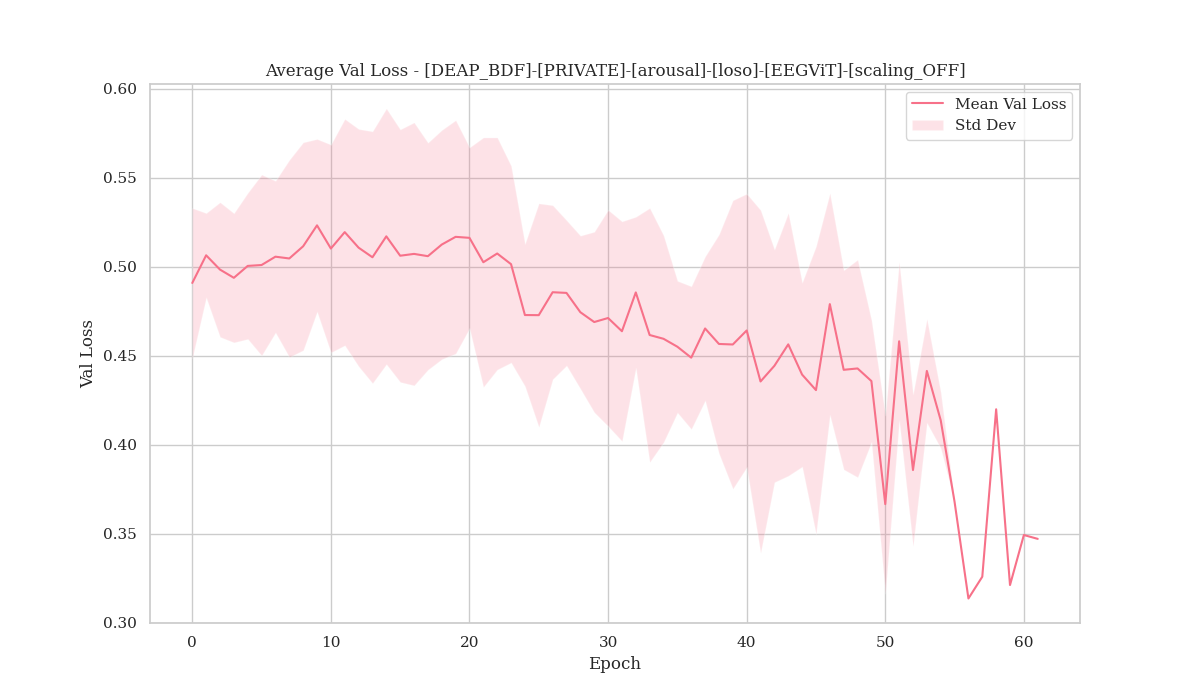 Average Val Loss - [DEAP_BDF]-[PRIVATE]-[arousal]-[loso]-[EEGViT]-[scaling_OFF]
Mean Val Loss
Std Dev
Val Loss
0.60
0.55
0.50
0.45
0.40
0.35
0.30
0 10 20 30 40 50 60
Epoch